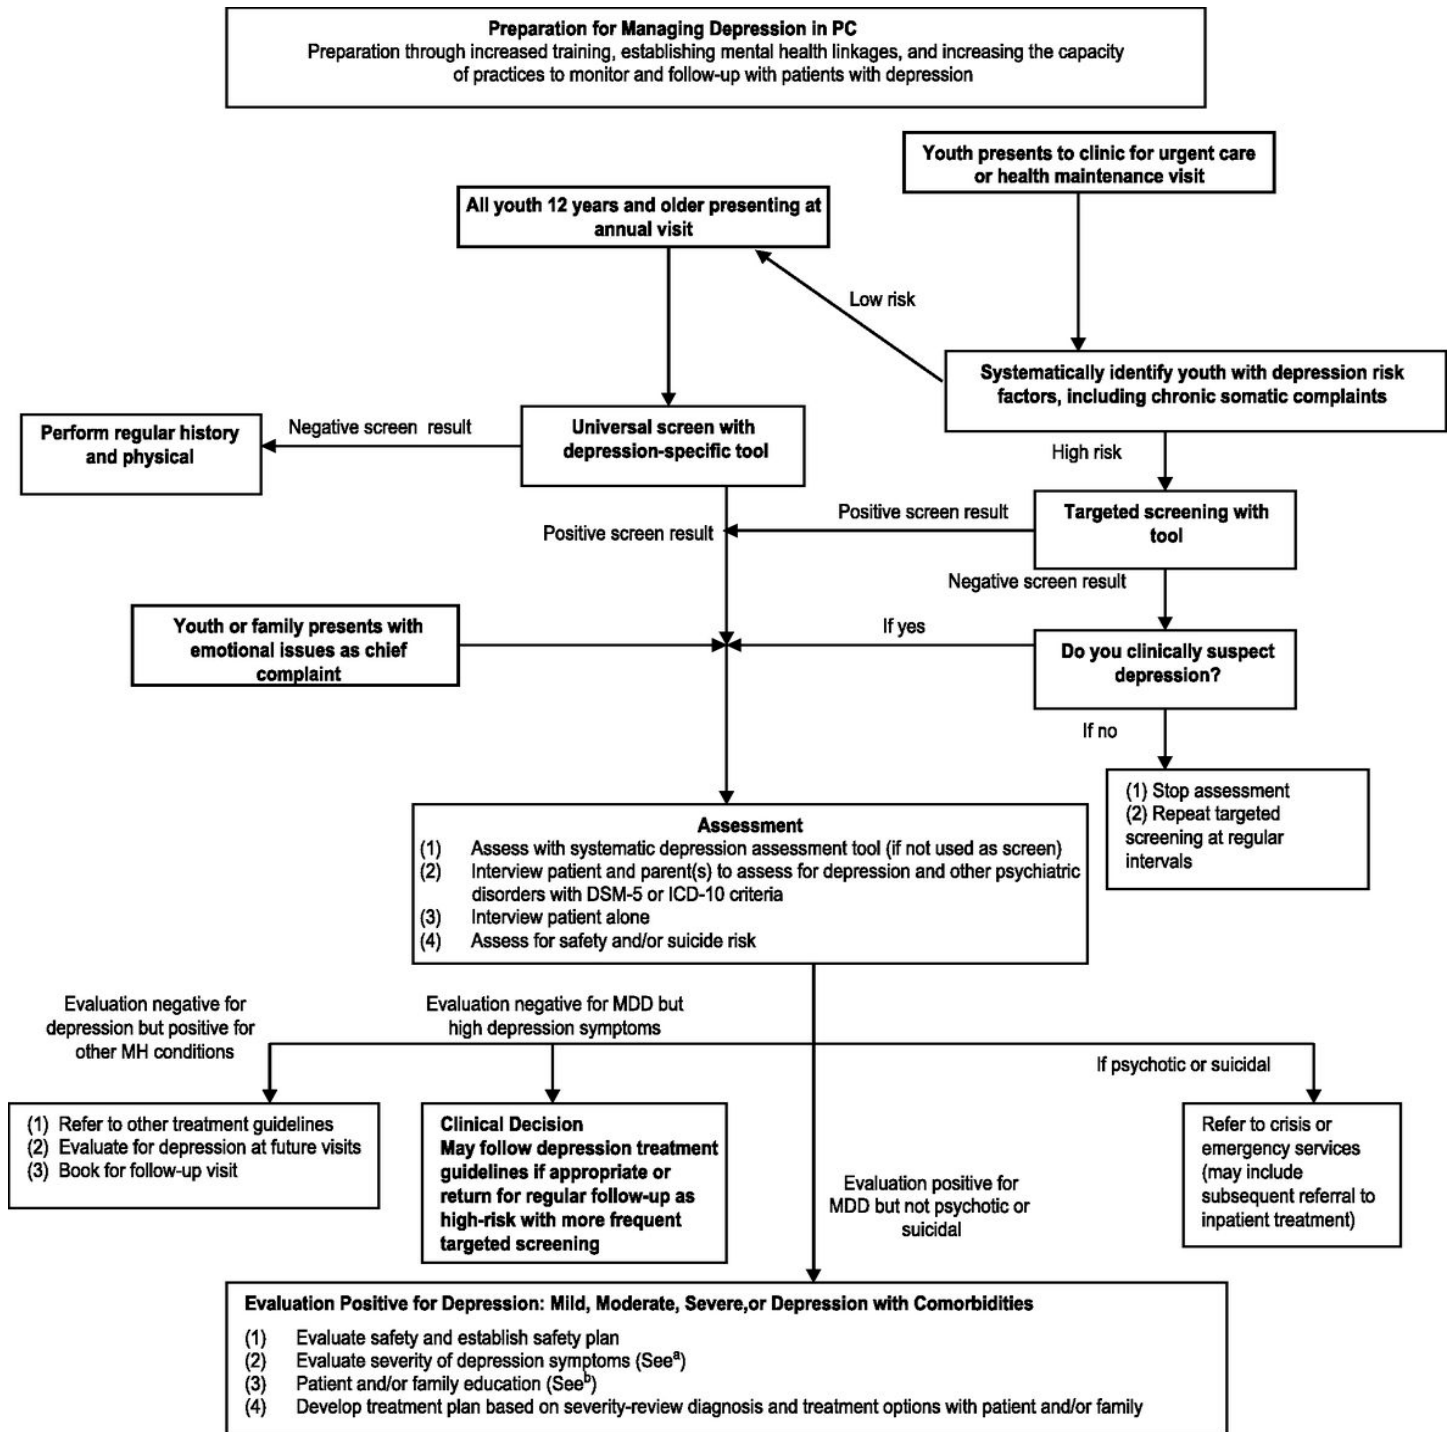 Preparation for Managing Depression in PC
Preparation through increased training, establishing mental health linkages, and increasing the capacity
of practices to monitor and follow-up with patients with depression
Youth presents to clinic for urgent care
or health maintenance visit
All youth 12 years and older presenting at
annual visit
Low risk
Systematically identify youth with depression risk
factors, including chronic somatic complaints
Perform regular history
and physical
Negative screen result
Universal screen with
depression-specific tool
High risk
Positive screen result
Positive screen result
Targeted screening with
tool
Negative screen result
Youth or family presents with
emotional issues as chief
complaint
If yes
Do you clinically suspect
depression?
If no
(1) Stop assessment
(2) Repeat targeted
screening at regular
intervals
Assessment
(1) Assess with systematic depression assessment tool (if not used as screen)
(2) Interview patient and parent(s) to assess for depression and other psychiatric
disorders with DSM-5 or ICD-10 criteria
(3) Interview patient alone
(4) Assess for safety and/or suicide risk
Evaluation negative for
depression but positive for
other MH conditions
Evaluation negative for MDD but
high depression symptoms
If psychotic or suicidal
(1) Refer to other treatment guidelines
(2) Evaluate for depression at future visits
(3) Book for follow-up visit
Clinical Decision
May follow depression treatment
guidelines if appropriate or
return for regular follow-up as
high-risk with more frequent
targeted screening
Evaluation positive for
MDD but not psychotic or
suicidal
Refer to crisis or
emergency services
(may include
subsequent referral to
inpatient treatment)
Evaluation Positive for Depression: Mild, Moderate, Severe,or Depression with Comorbidities
(1) Evaluate safety and establish safety plan
(2) Evaluate severity of depression symptoms (Seeᵃ)
(3) Patient and/or family education (Seeᵇ)
(4) Develop treatment plan based on severity-review diagnosis and treatment options with patient and/or family